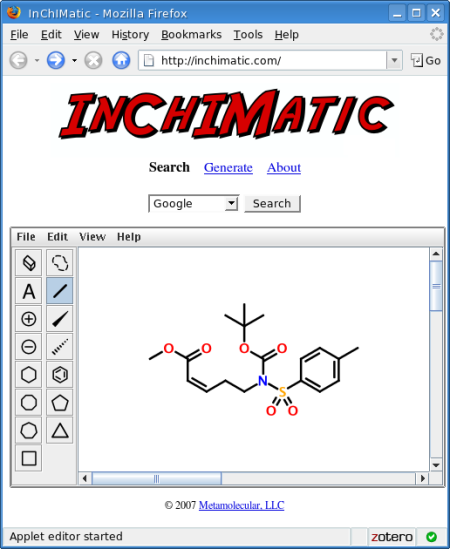 InChIMatic - Mozilla Firefox
File Edit View History Bookmarks Tools Help
http://inchimatic.com/ Go
INCHIMATIC
Search Generate About
Google Search
File Edit View Help
A
O O O O
N S
O O
© 2007 Metamolecular, LLC
Applet editor started zotero